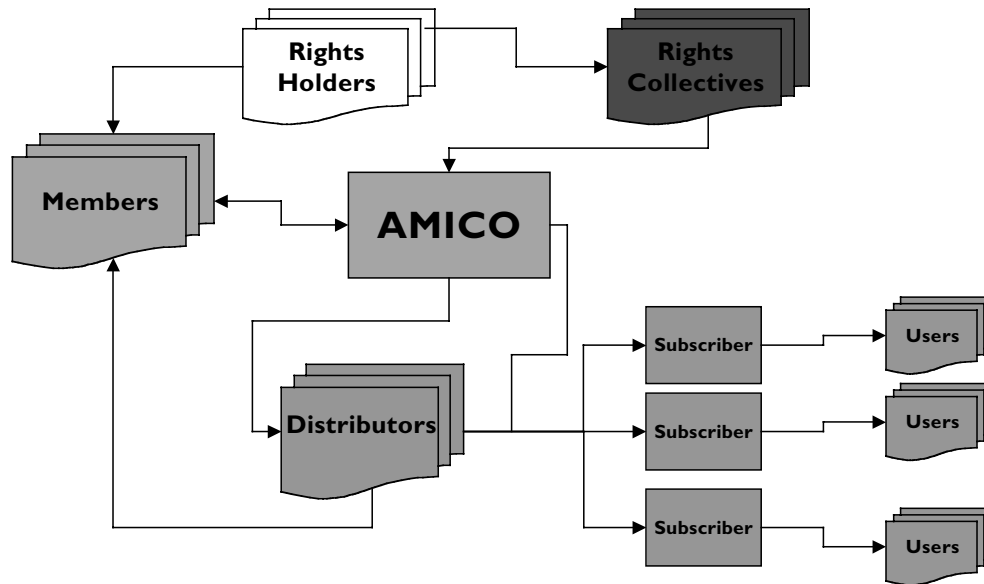 Rights
Holders
Rights
Collectives
Members
AMICO
Distributors
Subscriber
Users
Subscriber
Users
Subscriber
Users